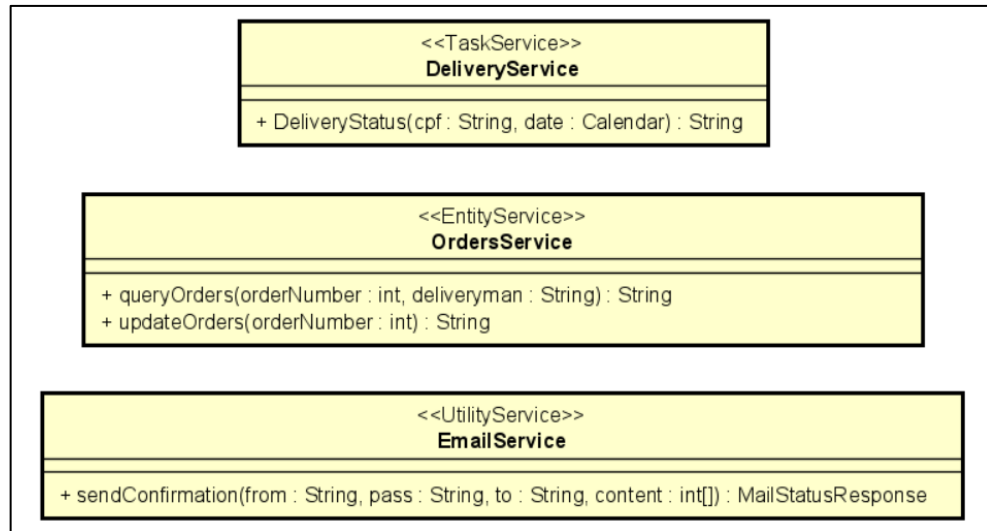 <<TaskService>>
DeliveryService
+ DeliveryStatus(cpf : String, date : Calendar) : String
<<EntityService>>
OrdersService
+ queryOrders(orderNumber : int, deliveryman : String) : String
+ updateOrders(orderNumber : int) : String
<<UtilityService>>
EmailService
+ sendConfirmation(from : String, pass : String, to : String, content : int[]) : MailStatusResponse